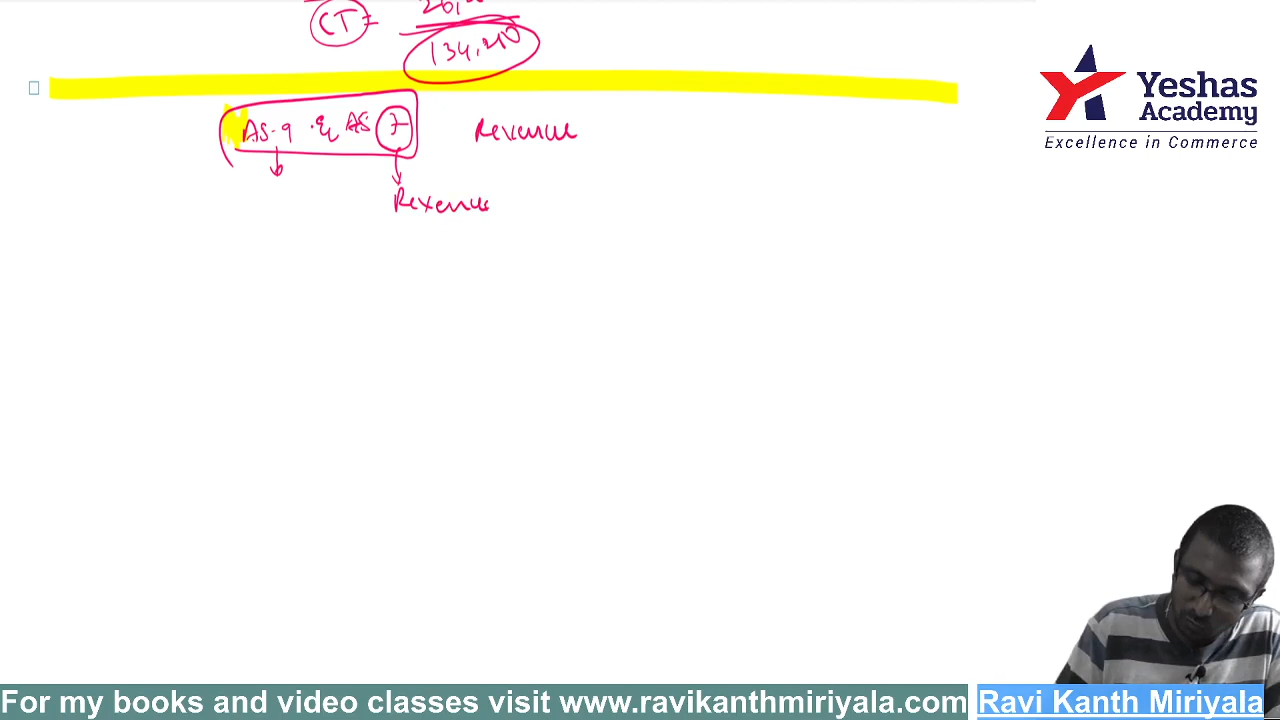 CT =
134,210
AS-9 & AS 7 Revenue
Revenue
Yeshas
Academy
Excellence in Commerce
For my books and video classes visit www.ravikanthmiriyala.com Ravi Kanth Miriyala